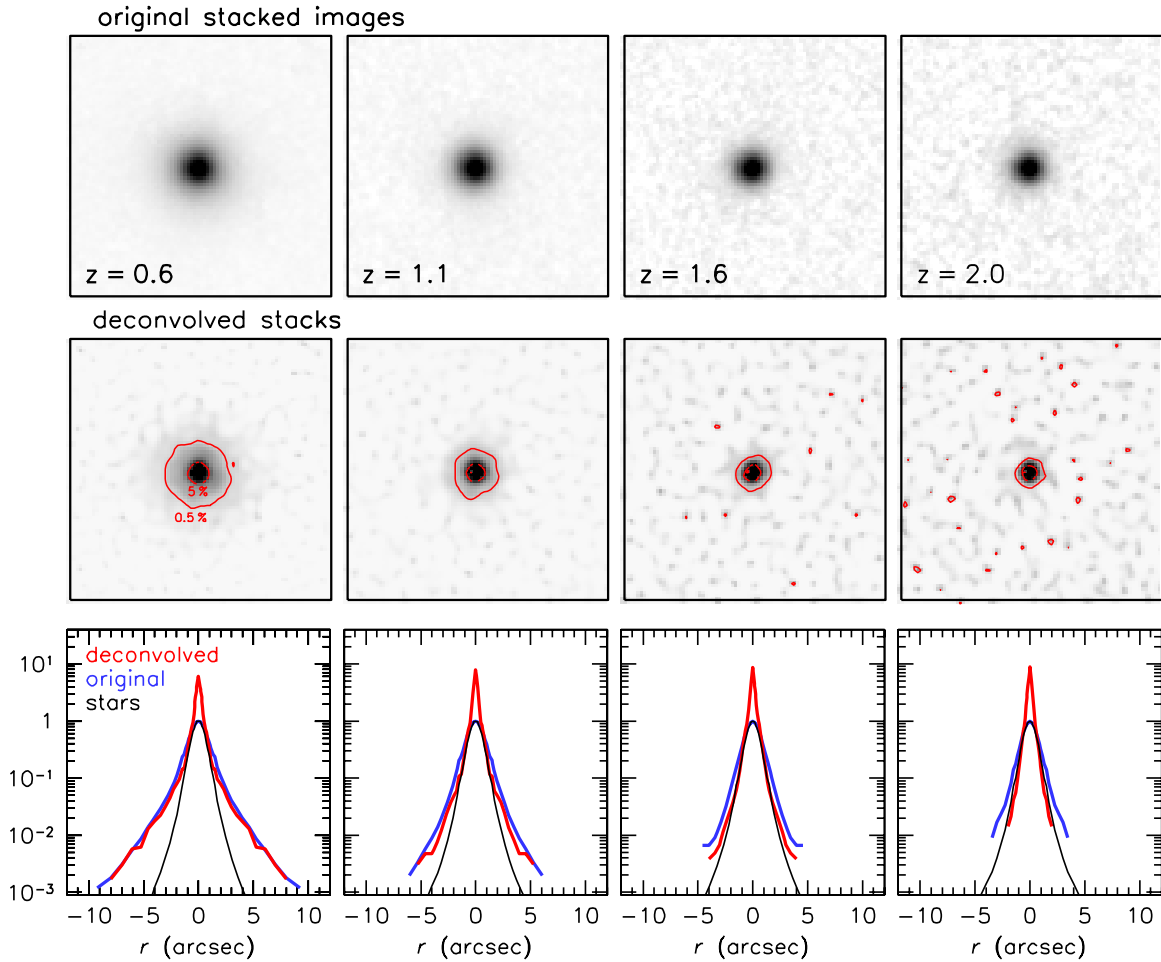 original stacked images
z = 0.6
z = 1.1
z = 1.6
z = 2.0
deconvolved stacks
5%
0.5%
deconvolved
original
stars
10¹
1
10⁻¹
10⁻²
10⁻³
−10 −5 0 5 10
−10 −5 0 5 10
−10 −5 0 5 10
−10 −5 0 5 10
r (arcsec)
r (arcsec)
r (arcsec)
r (arcsec)